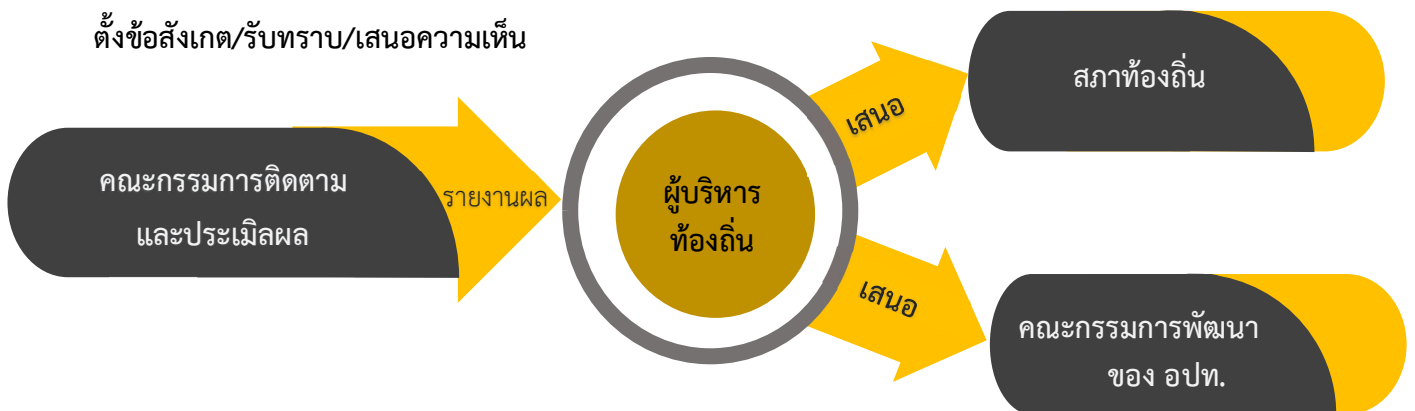 ตั้งข้อสังเกต/รับทราบ/เสนอความเห็น
คณะกรรมการติดตาม
และประเมิลผล
รายงานผล
ผู้บริหาร
ท้องถิ่น
เสนอ
สภาท้องถิ่น
เสนอ
คณะกรรมการพัฒนา
ของ อปท.